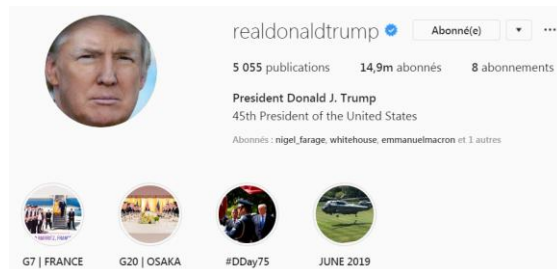 realdonaldtrump Abonné(e)
5 055 publications 14,9m abonnés 8 abonnements
President Donald J. Trump
45th President of the United States
Abonnés : nigel_farage, whitehouse, emmanuelmacron et 1 autres
G7 | FRANCE G20 | OSAKA #DDay75 JUNE 2019